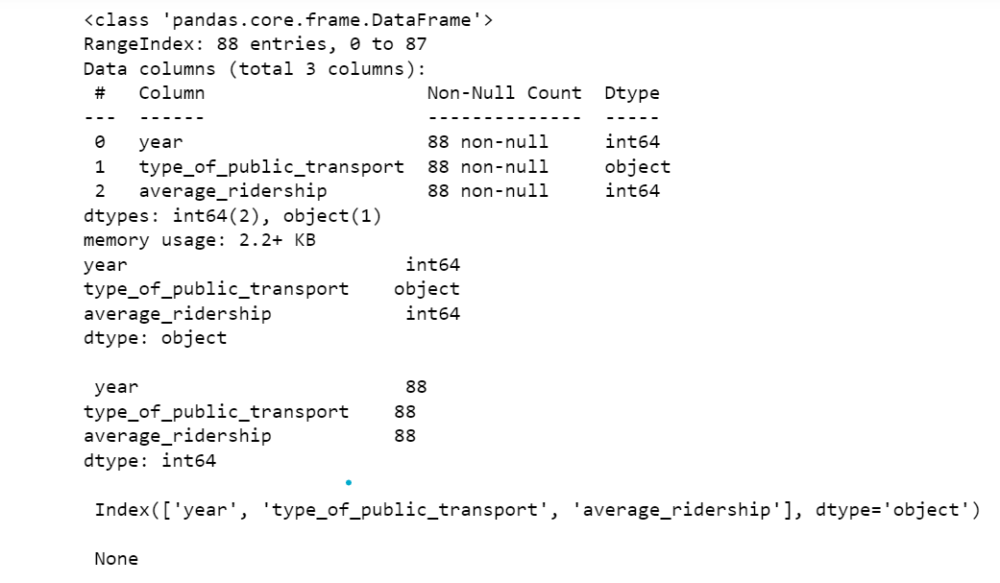 <class 'pandas.core.frame.DataFrame'>
RangeIndex: 88 entries, 0 to 87
Data columns (total 3 columns):
 #   Column                    Non-Null Count  Dtype
---  ------                    --------------  -----
 0   year                      88 non-null     int64
 1   type_of_public_transport  88 non-null     object
 2   average_ridership         88 non-null     int64
dtypes: int64(2), object(1)
memory usage: 2.2+ KB
year                         int64
type_of_public_transport    object
average_ridership            int64
dtype: object
 year                        88
type_of_public_transport    88
average_ridership           88
dtype: int64
 Index(['year', 'type_of_public_transport', 'average_ridership'], dtype='object')
 None